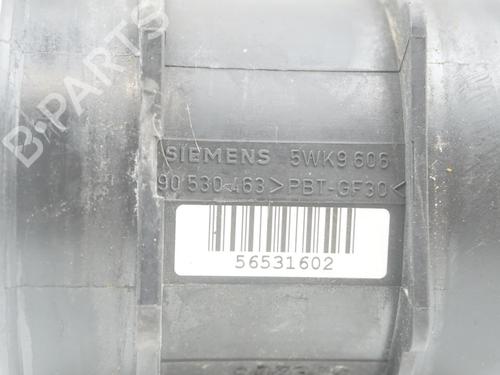 B-PARTS
SIEMENS 5WK9 606
90 530 463 >PBT-GF30<
56531602